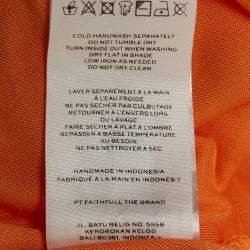 COLD HANDWASH SEPARATELY
DO NOT TUMBLE DRY
TURN INSIDE OUT WHEN WASHING
DRY FLAT IN SHADE
LOW IRON AS NEEDED
DO NOT DRY CLEAN
LAVER SEPAREMENT A LA MAIN
A L'EAU FROIDE
NE PAS SECHER PAR CULBUTAGE
RETOURNER A L'ENVERS LORS
DU LAVAGE
FAIRE SECHER A PLAT A L'OMBRE
REPASSER A BASSE TEMPERATURE
AU BESOIN
NE PAS NETTOYER A SEC
HANDMADE IN INDONESIA
FAIT A LA MAIN EN INDONESIE
PT.FAITHFULL THE BRAND
JL. BATU BELIG NO. 555B
KEROBOKAN KELOD
BALI 80361, INDONESIA